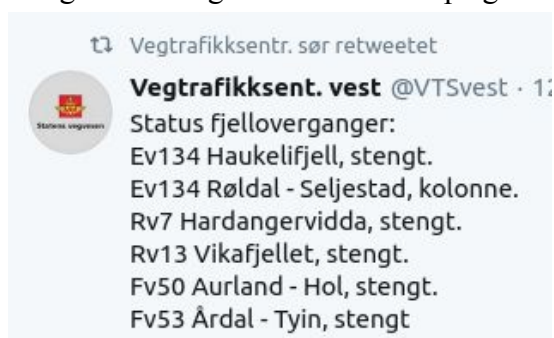 Vegtrafikksentr. sør retweetet
Vegtrafikksent. vest @VTSvest · 12
Statens vegvesen
Status fjelloverganger:
Ev134 Haukelifjell, stengt.
Ev134 Røldal - Seljestad, kolonne.
Rv7 Hardangervidda, stengt.
Rv13 Vikafjellet, stengt.
Fv50 Aurland - Hol, stengt.
Fv53 Årdal - Tyin, stengt